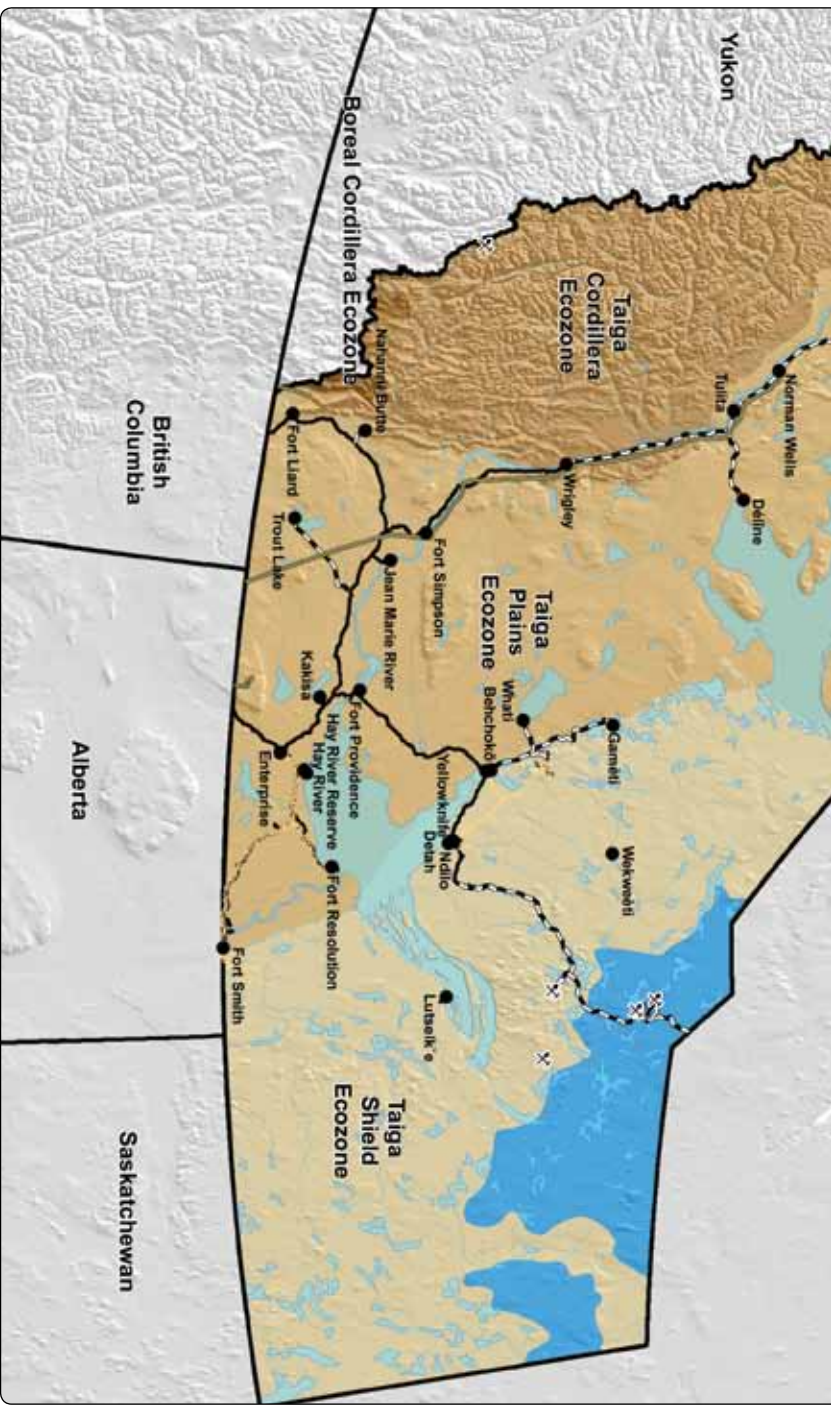 Yukon
Norman Wells
Tulita
Déline
Taiga
Cordillera
Ecozone
Wrigley
Boreal Cordillera Ecozone
Nahanni Butte
Fort Liard
Trout Lake
Fort Simpson
Jean Marie River
Taiga
Plains
Ecozone
Whatì
Behchokò
Gamètì
Wekweètì
Kakisa
Fort Providence
Hay River Reserve
Hay River
Enterprise
Yellowknife
Ndilo
Detah
Fort Resolution
Fort Smith
Lutselk'e
Taiga
Shield
Ecozone
British
Columbia
Alberta
Saskatchewan